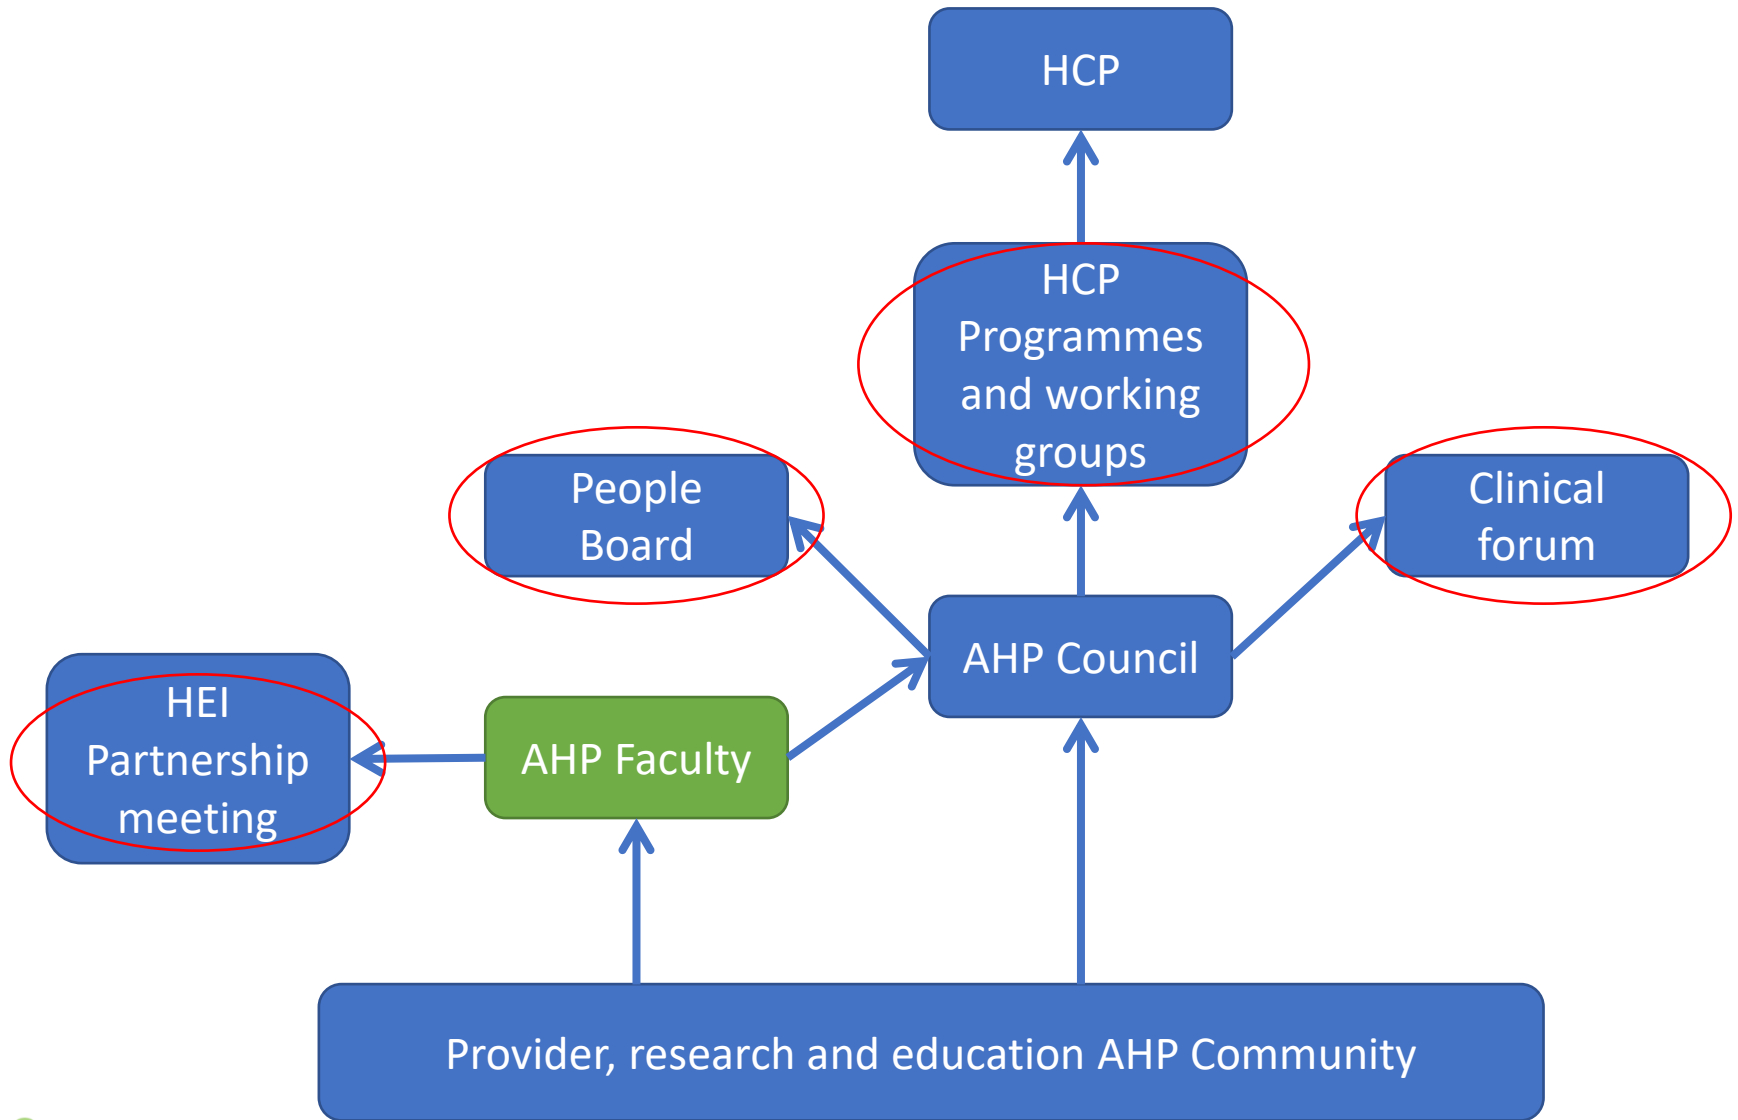 HCP
HCP
Programmes
and working
groups
People
Board
Clinical
forum
AHP Council
HEI
Partnership
meeting
AHP Faculty
Provider, research and education AHP Community